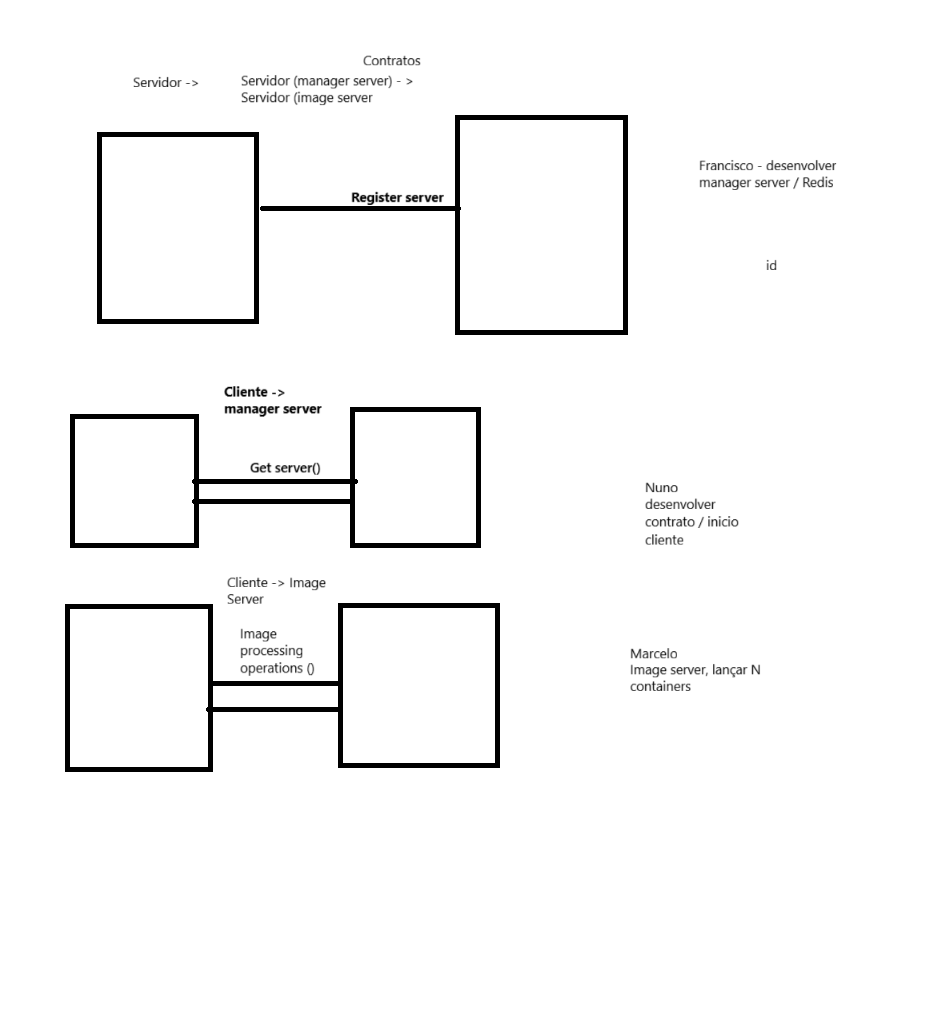 Contratos
Servidor ->
Servidor (manager server) - >
Servidor (image server
Francisco - desenvolver
manager server / Redis
Register server
id
Cliente ->
manager server
Get server()
Nuno
desenvolver
contrato / inicio
cliente
Cliente -> Image
Server
Image
processing
operations ()
Marcelo
Image server, lançar N
containers